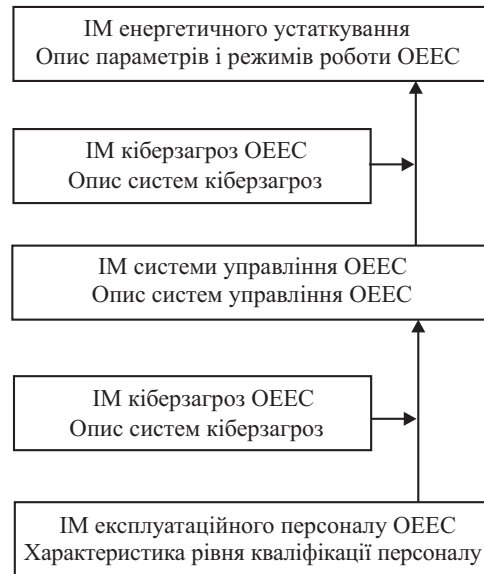 ІМ енергетичного устаткування
Опис параметрів і режимів роботи ОЕЕС
ІМ кіберзагроз ОЕЕС
Опис систем кіберзагроз
ІМ системи управління ОЕЕС
Опис систем управління ОЕЕС
ІМ кіберзагроз ОЕЕС
Опис систем кіберзагроз
ІМ експлуатаційного персоналу ОЕЕС
Характеристика рівня кваліфікації персоналу